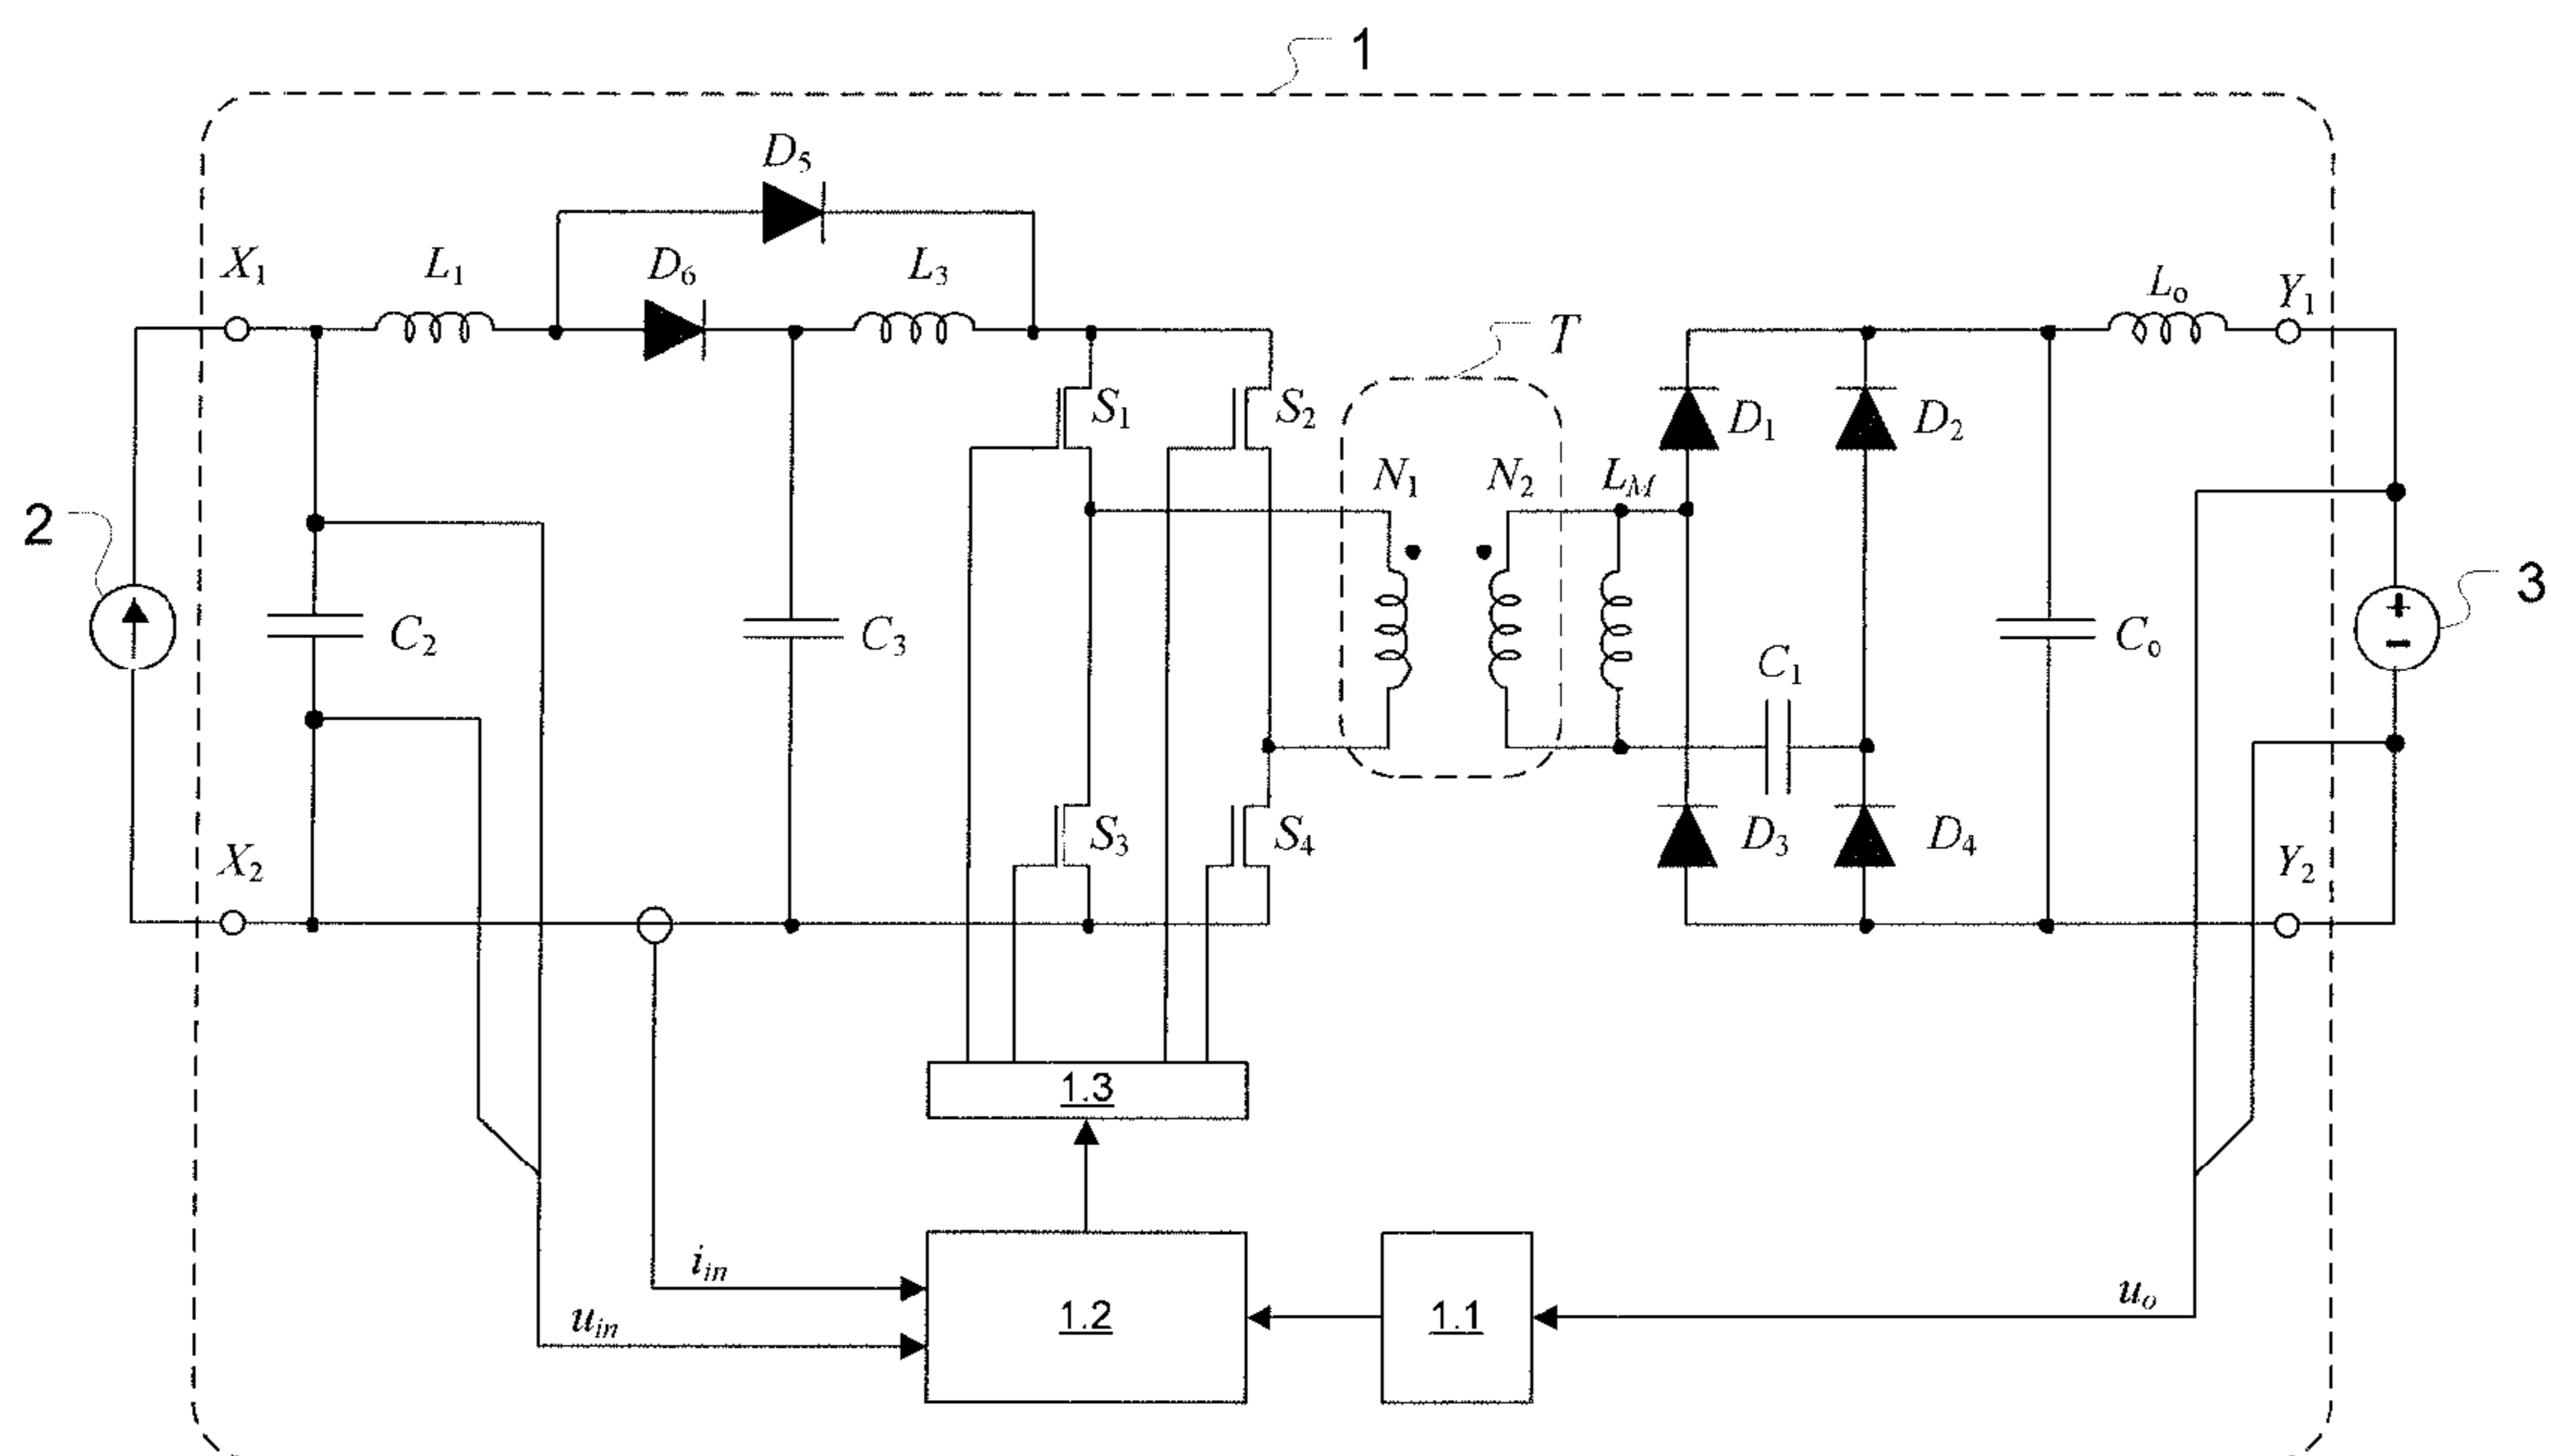 1
D5
X1
L1
D6
L3
Lo
Y1
T
S1
S2
D1
D2
N1
N2
LM
2
3
C2
C3
C1
Co
S3
S4
D3
D4
X2
Y2
1.3
iin
uin
1.2
1.1
uo
+
-